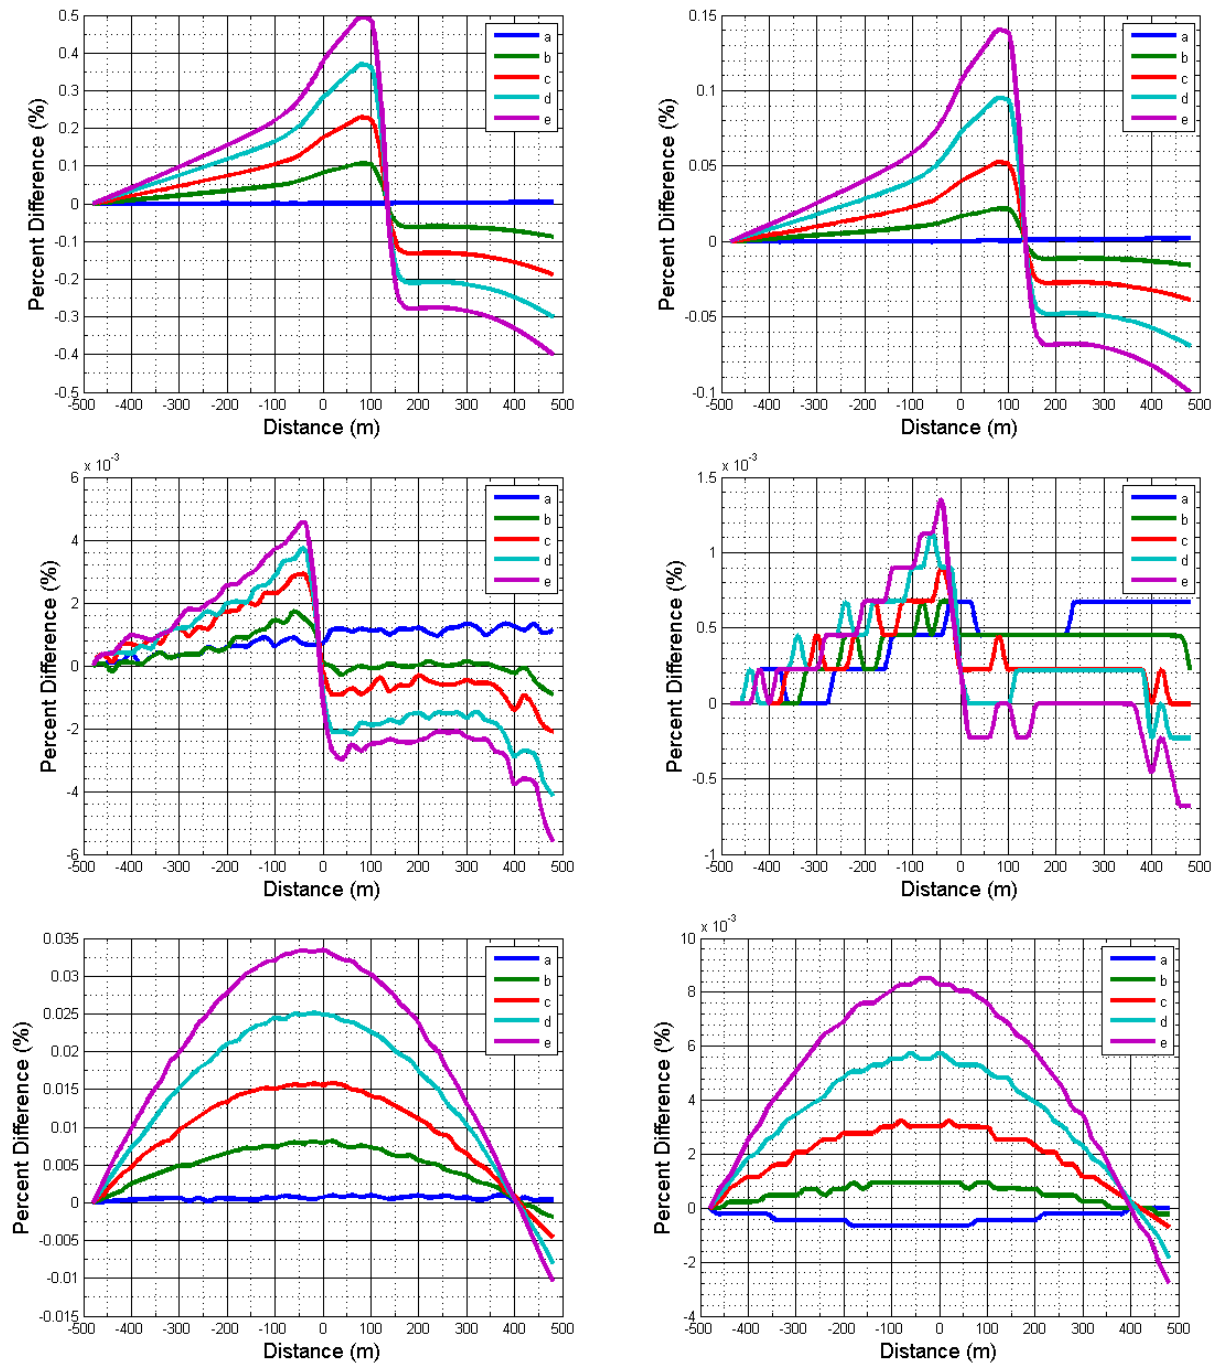 0.5
0.4
0.3
0.2
0.1
0
-0.1
-0.2
-0.3
-0.4
-0.5
Percent Difference (%)
a
b
c
d
e
-500 -400 -300 -200 -100 0 100 200 300 400 500
Distance (m)
0.15
0.1
0.05
0
-0.05
-0.1
Percent Difference (%)
a
b
c
d
e
-500 -400 -300 -200 -100 0 100 200 300 400 500
Distance (m)
x 10-3
6
4
2
0
-2
-4
-6
Percent Difference (%)
a
b
c
d
e
-500 -400 -300 -200 -100 0 100 200 300 400 500
Distance (m)
x 10-3
1.5
1
0.5
0
-0.5
-1
Percent Difference (%)
a
b
c
d
e
-500 -400 -300 -200 -100 0 100 200 300 400 500
Distance (m)
0.035
0.03
0.025
0.02
0.015
0.01
0.005
0
-0.005
-0.01
-0.015
Percent Difference (%)
a
b
c
d
e
-500 -400 -300 -200 -100 0 100 200 300 400 500
Distance (m)
x 10-3
10
8
6
4
2
0
-2
-4
Percent Difference (%)
a
b
c
d
e
-500 -400 -300 -200 -100 0 100 200 300 400 500
Distance (m)